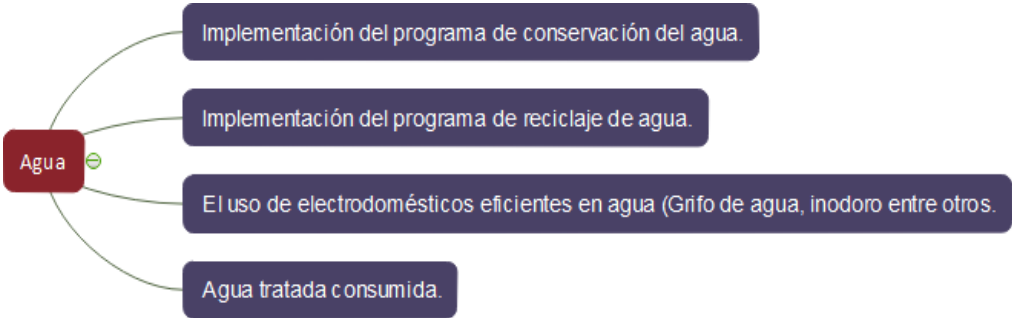 Implementación del programa de conservación del agua.
Implementación del programa de reciclaje de agua.
Agua
El uso de electrodomésticos eficientes en agua (Grifo de agua, inodoro entre otros.
Agua tratada consumida.